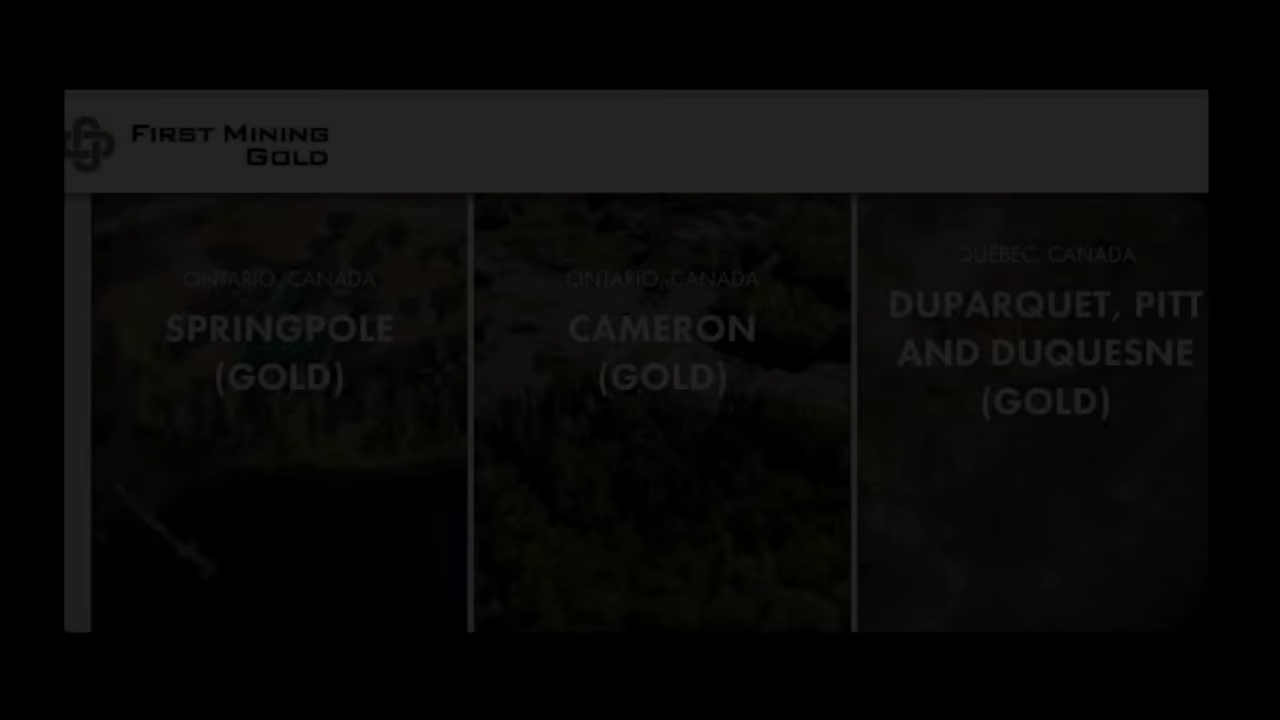 FIRST MINING
GOLD
ONTARIO, CANADA
SPRINGPOLE
(GOLD)
ONTARIO, CANADA
CAMERON
(GOLD)
QUÉBEC, CANADA
DUPARQUET, PITT
AND DUQUESNE
(GOLD)